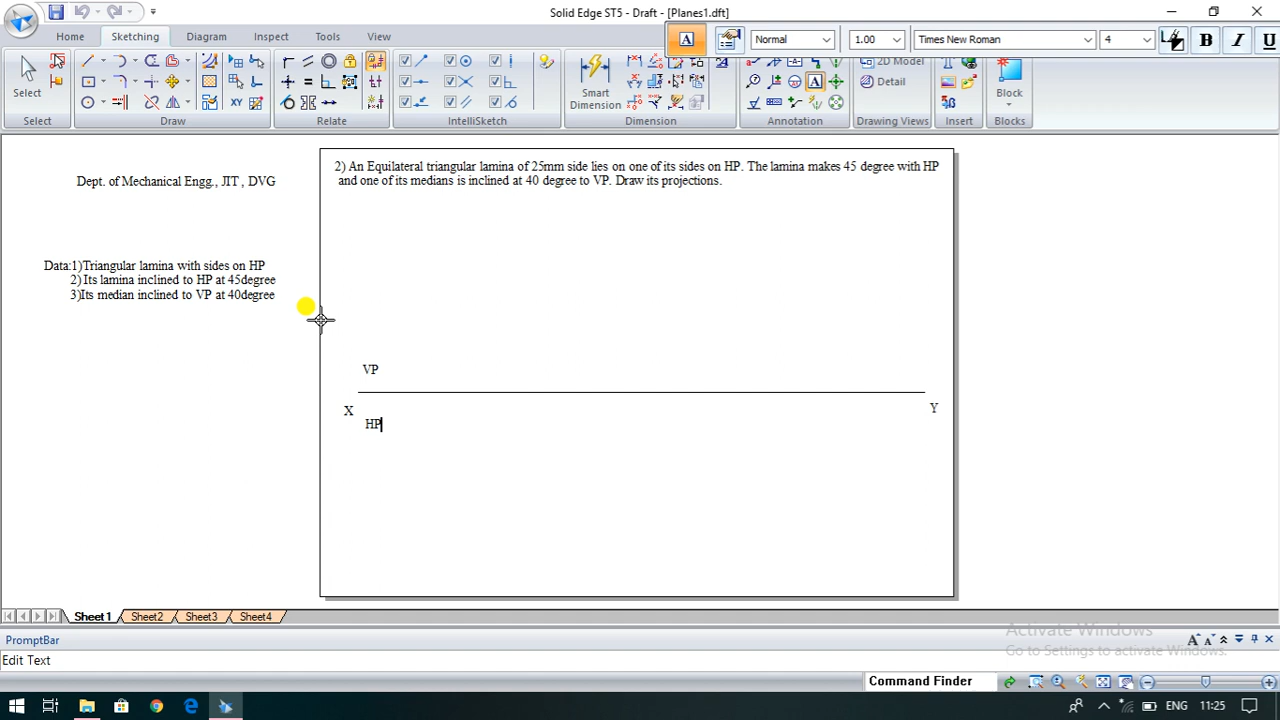 Solid Edge ST5 - Draft - [Planes1.dft]
Home Sketching Diagram Inspect Tools View
A Normal 1.00 Times New Roman 4 B I U
Select Smart Dimension A 2D Model Detail Block
XY
Select Draw Relate IntelliSketch Dimension Annotation Drawing Views Insert Blocks
2) An Equilateral triangular lamina of 25mm side lies on one of its sides on HP. The lamina makes 45 degree with HP
and one of its medians is inclined at 40 degree to VP. Draw its projections.
Dept. of Mechanical Engg., JIT , DVG
Data:1)Triangular lamina with sides on HP
2) Its lamina inclined to HP at 45degree
3)Its median inclined to VP at 40degree
VP
X Y
HP
Sheet1 Sheet2 Sheet3 Sheet4
Activate Windows
Go to Settings to activate Windows.
PromptBar
Edit Text
Command Finder
ENG 11:25